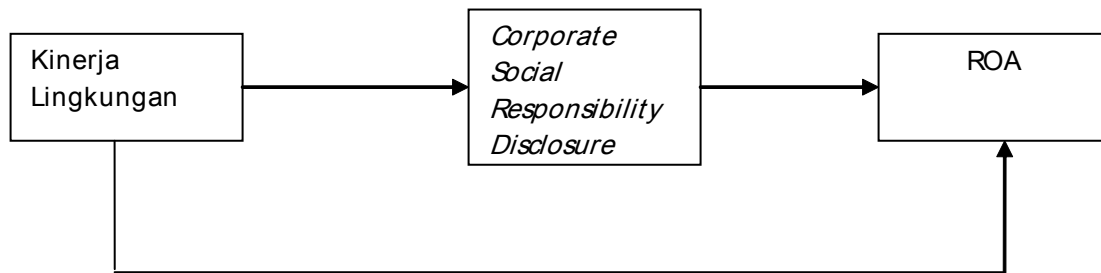 Kinerja
Lingkungan
Corporate
Social
Responsibility
Disclosure
ROA